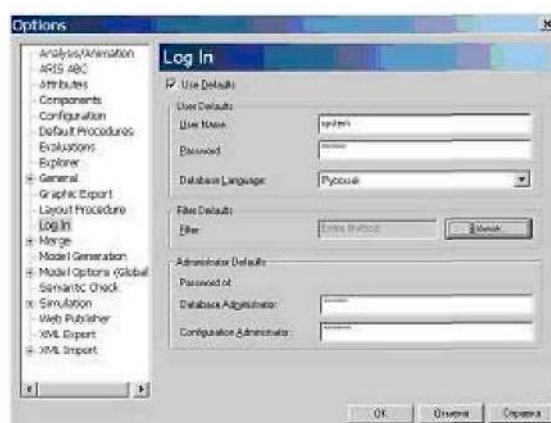 Options
Analysis/Animation
ARIS ABC
Attributes
Components
Configuration
Default Procedures
Evaluations
Explorer
General
Graphic Export
Layout Procedure
Log In
Merge
Model Generation
Model Options (Global
Semantic Check
Simulation
Web Publisher
XML Export
XML Import
Log In
Use Defaults
User Defaults
User Name:
system
Password:
Database Language:
Русский
Filter Defaults
Filter
Entire Method
Administrator Defaults
Password of:
Database Administrator:
Configuration Administrator:
OK
Отмена
Справка